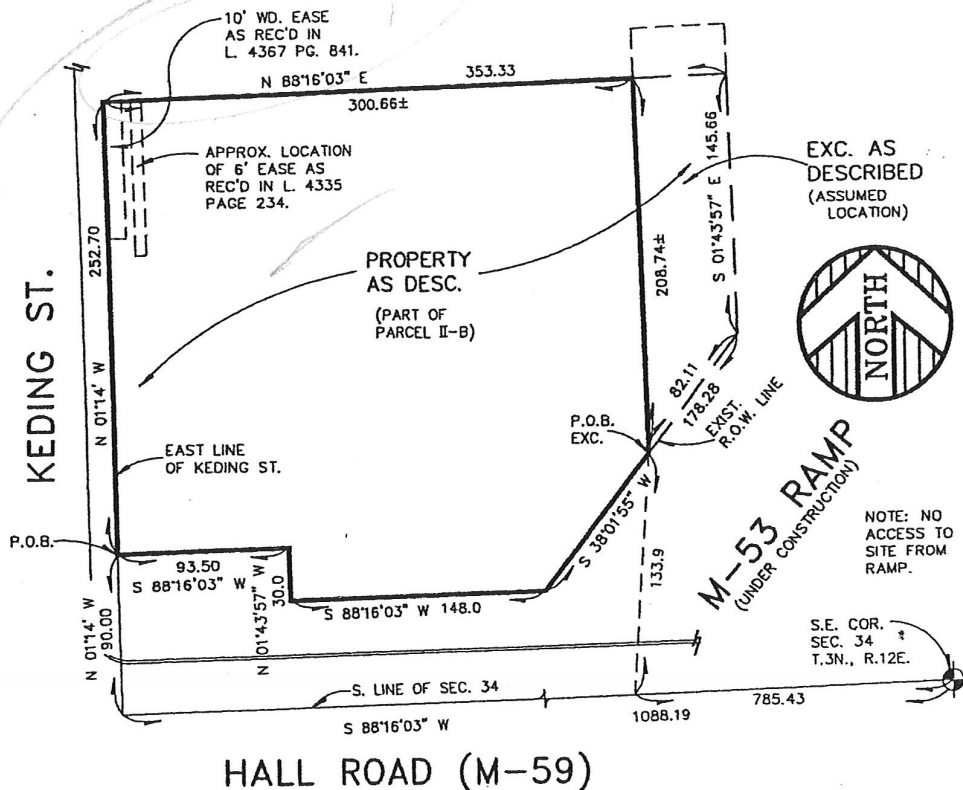 10' WD. EASE
AS REC'D IN
L. 4367 PG. 841.
N 88°16'03" E
353.33
300.66±
APPROX. LOCATION
OF 6' EASE AS
REC'D IN L. 4335
PAGE 234.
S 01°43'57" E 145.66
EXC. AS
DESCRIBED
(ASSUMED
LOCATION)
252.70
208.74±
PROPERTY
AS DESC.
(PART OF
PARCEL II-B)
NORTH
KEDING ST.
N 01°14' W
82.11
178.28
EXIST.
R.O.W. LINE
P.O.B.
EXC.
EAST LINE
OF KEDING ST.
S 38°01'55" W
M-53 RAMP
(UNDER CONSTRUCTION)
NOTE: NO
ACCESS TO
SITE FROM
RAMP.
P.O.B.
93.50
S 88°16'03" W
N 01°43'57" W
30.0
S 88°16'03" W 148.0
133.9
N 01°14' W
90.00
S.E. COR.
SEC. 34
T.3N., R.12E.
S. LINE OF SEC. 34
S 88°16'03" W
1088.19
785.43
HALL ROAD (M-59)